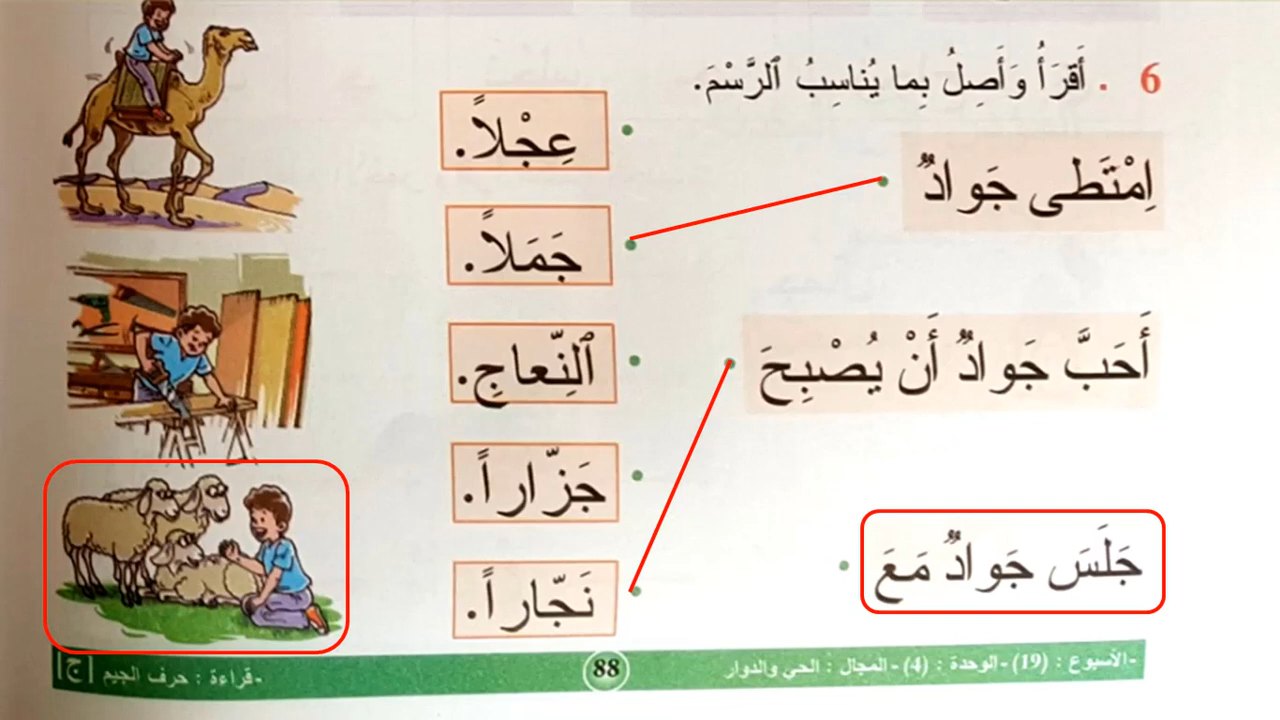 6 . أَقْرَأُ وَأَصِلُ بِما يُناسِبُ ٱلرَّسْمَ.
اِمْتَطى جَوادٌ
أَحَبَّ جَوادٌ أَنْ يُصْبِحَ
جَلَسَ جَوادٌ مَعَ
عِجْلاً.
جَمَلاً.
ٱلنِّعاجِ.
جَزّاراً.
نَجّاراً.
-الأسبوع : (19) -الوحدة : (4) -المجال : الحي والدوار
88
-قراءة : حرف الجيم [ج]